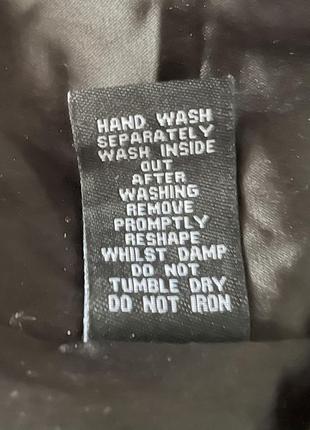 HAND WASH
SEPARATELY
WASH INSIDE
OUT
AFTER
WASHING
REMOVE
PROMPTLY
RESHAPE
WHILST DAMP
DO NOT
TUMBLE DRY
DO NOT IRON